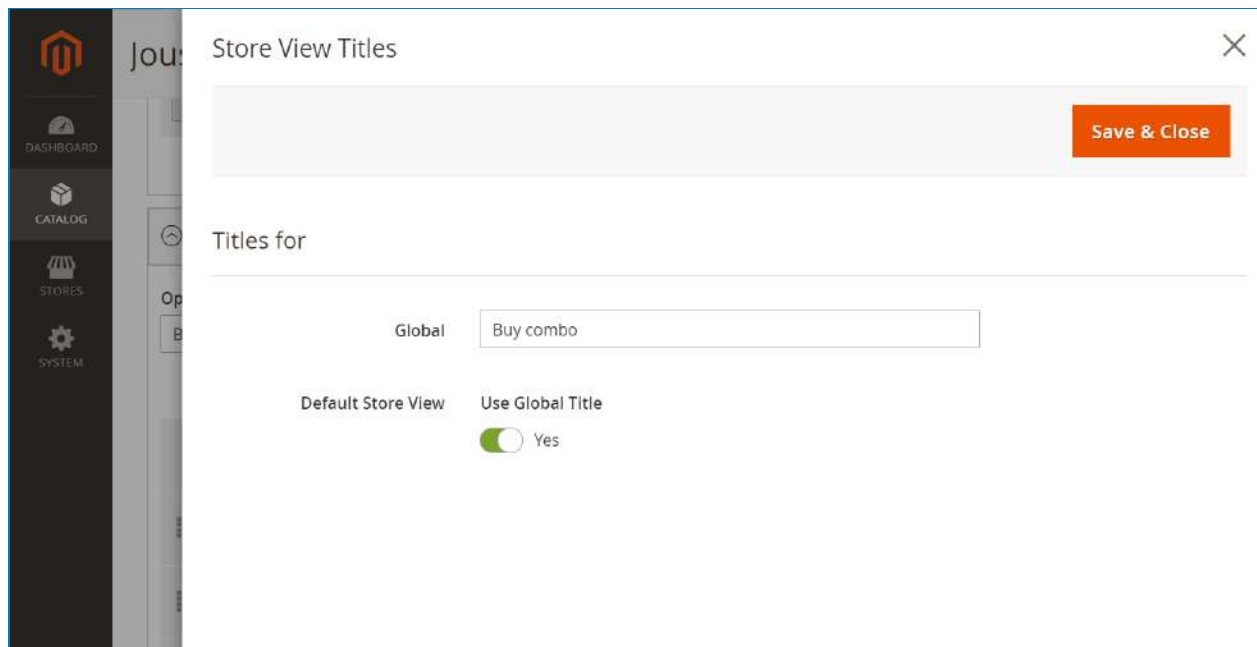 Jou
Store View Titles
Save & Close
DASHBOARD
CATALOG
Titles for
STORES
Op
Global
Buy combo
B
SYSTEM
Default Store View
Use Global Title
Yes